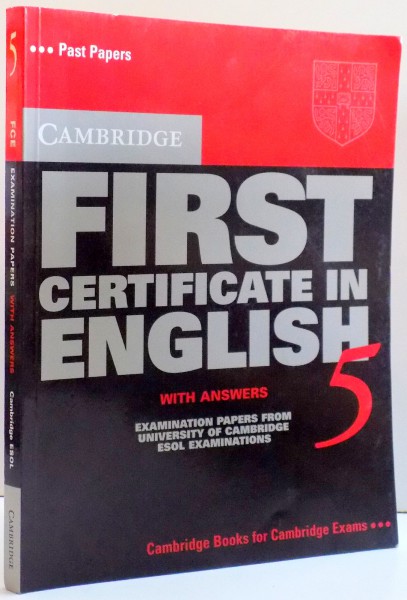 ••• Past Papers
CAMBRIDGE
FIRST
CERTIFICATE IN
ENGLISH
5
WITH ANSWERS
EXAMINATION PAPERS FROM
UNIVERSITY OF CAMBRIDGE
ESOL EXAMINATIONS
Cambridge Books for Cambridge Exams •••
5 FCE EXAMINATION PAPERS WITH ANSWERS Cambridge ESOL CAMBRIDGE